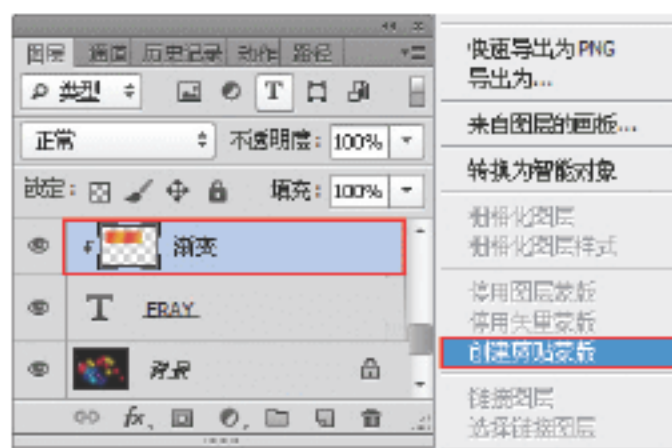 图层 通道 历史记录 动作 路径
类型
正常 不透明度: 100%
锁定: 填充: 100%
渐变
T ERAY
背景
fx
快速导出为 PNG
导出为...
来自图层的画板...
转换为智能对象
栅格化图层
栅格化图层样式
停用图层蒙版
停用矢量蒙版
创建剪贴蒙版
链接图层
选择链接图层